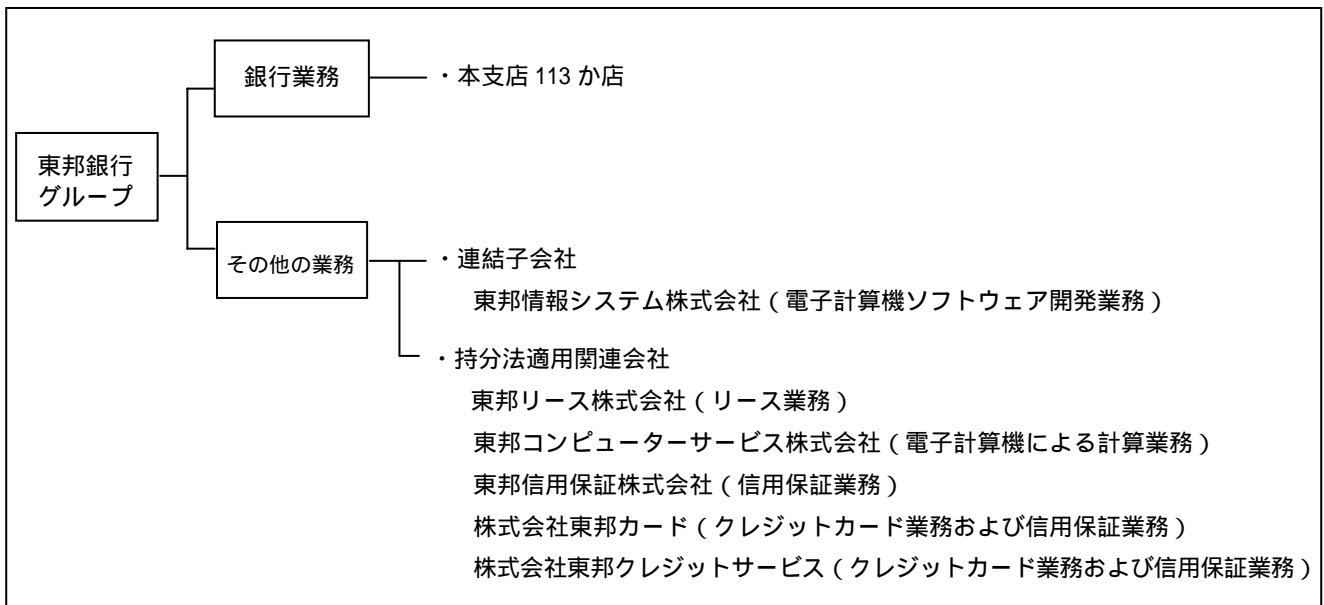 東邦銀行
グループ
銀行業務
・本支店 113 か店
その他の業務
・連結子会社
東邦情報システム株式会社（電子計算機ソフトウェア開発業務）
・持分法適用関連会社
東邦リース株式会社（リース業務）
東邦コンピューターサービス株式会社（電子計算機による計算業務）
東邦信用保証株式会社（信用保証業務）
株式会社東邦カード（クレジットカード業務および信用保証業務）
株式会社東邦クレジットサービス（クレジットカード業務および信用保証業務）